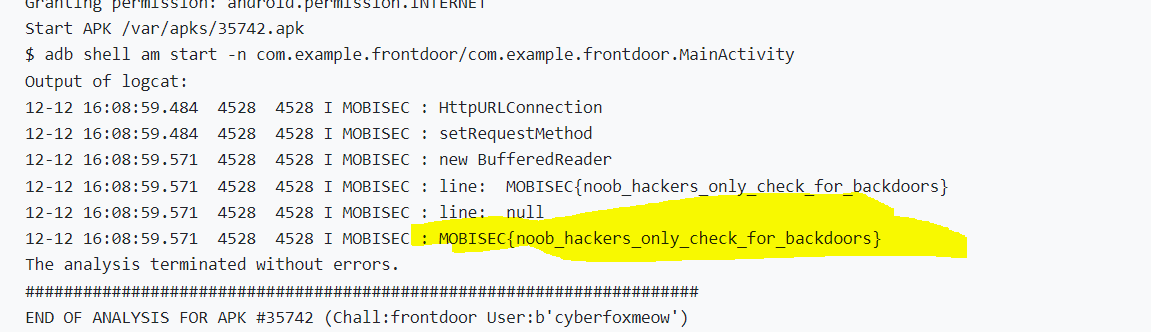 Granting permission: android.permission.INTERNET
Start APK /var/apks/35742.apk
$ adb shell am start -n com.example.frontdoor/com.example.frontdoor.MainActivity
Output of logcat:
12-12 16:08:59.484  4528  4528 I MOBISEC : HttpURLConnection
12-12 16:08:59.484  4528  4528 I MOBISEC : setRequestMethod
12-12 16:08:59.571  4528  4528 I MOBISEC : new BufferedReader
12-12 16:08:59.571  4528  4528 I MOBISEC : line:  MOBISEC{noob_hackers_only_check_for_backdoors}
12-12 16:08:59.571  4528  4528 I MOBISEC : line:  null
12-12 16:08:59.571  4528  4528 I MOBISEC : MOBISEC{noob_hackers_only_check_for_backdoors}
The analysis terminated without errors.
######################################################################
END OF ANALYSIS FOR APK #35742 (Chall:frontdoor User:b'cyberfoxmeow')